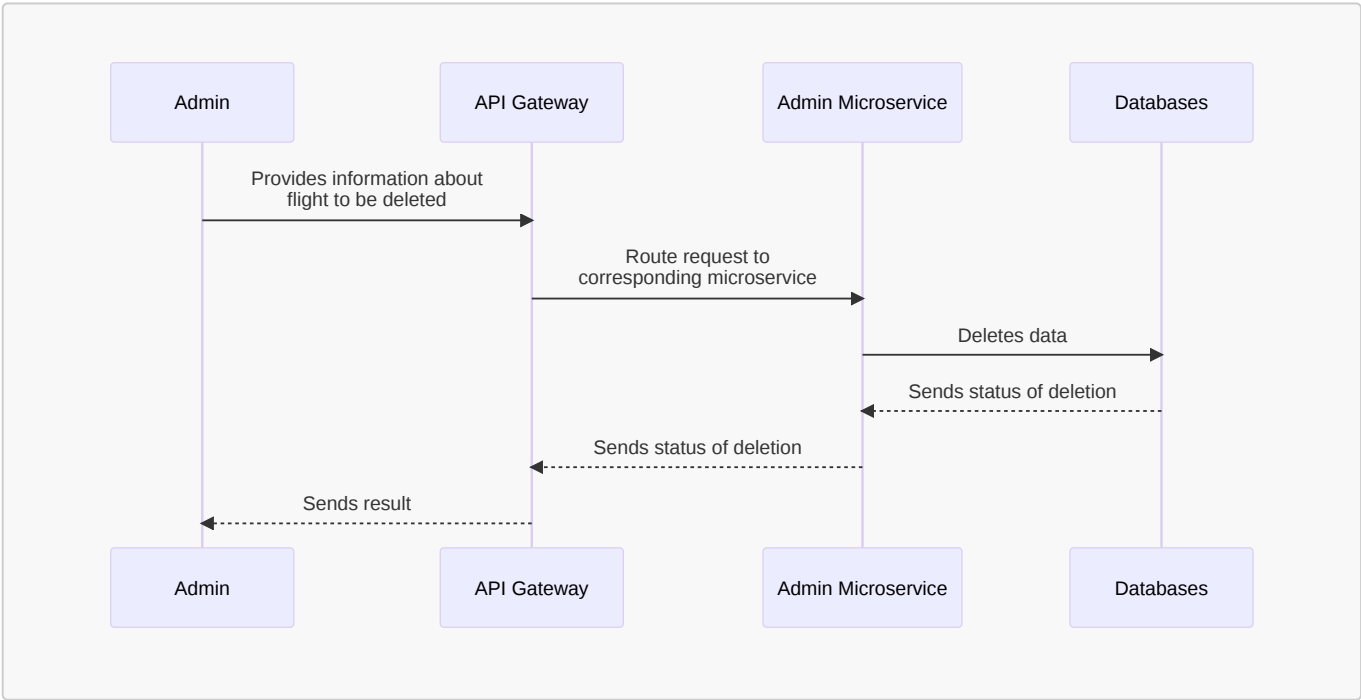 Admin
API Gateway
Admin Microservice
Databases
Provides information about
flight to be deleted
Route request to
corresponding microservice
Deletes data
Sends status of deletion
Sends status of deletion
Sends result
Admin
API Gateway
Admin Microservice
Databases